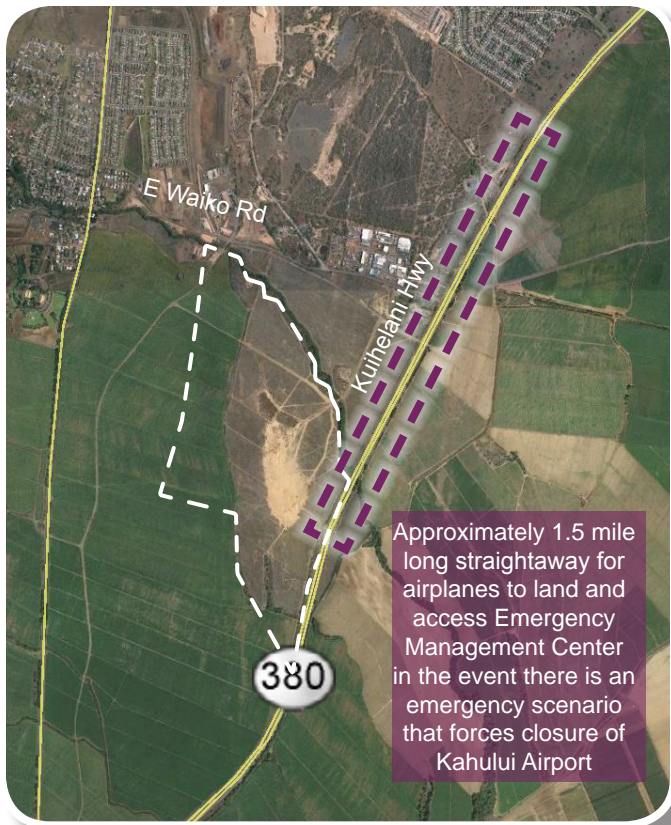 E Waiko Rd
Kuihelani Hwy
380
Approximately 1.5 mile
long straightaway for
airplanes to land and
access Emergency
Management Center
in the event there is an
emergency scenario
that forces closure of
Kahului Airport